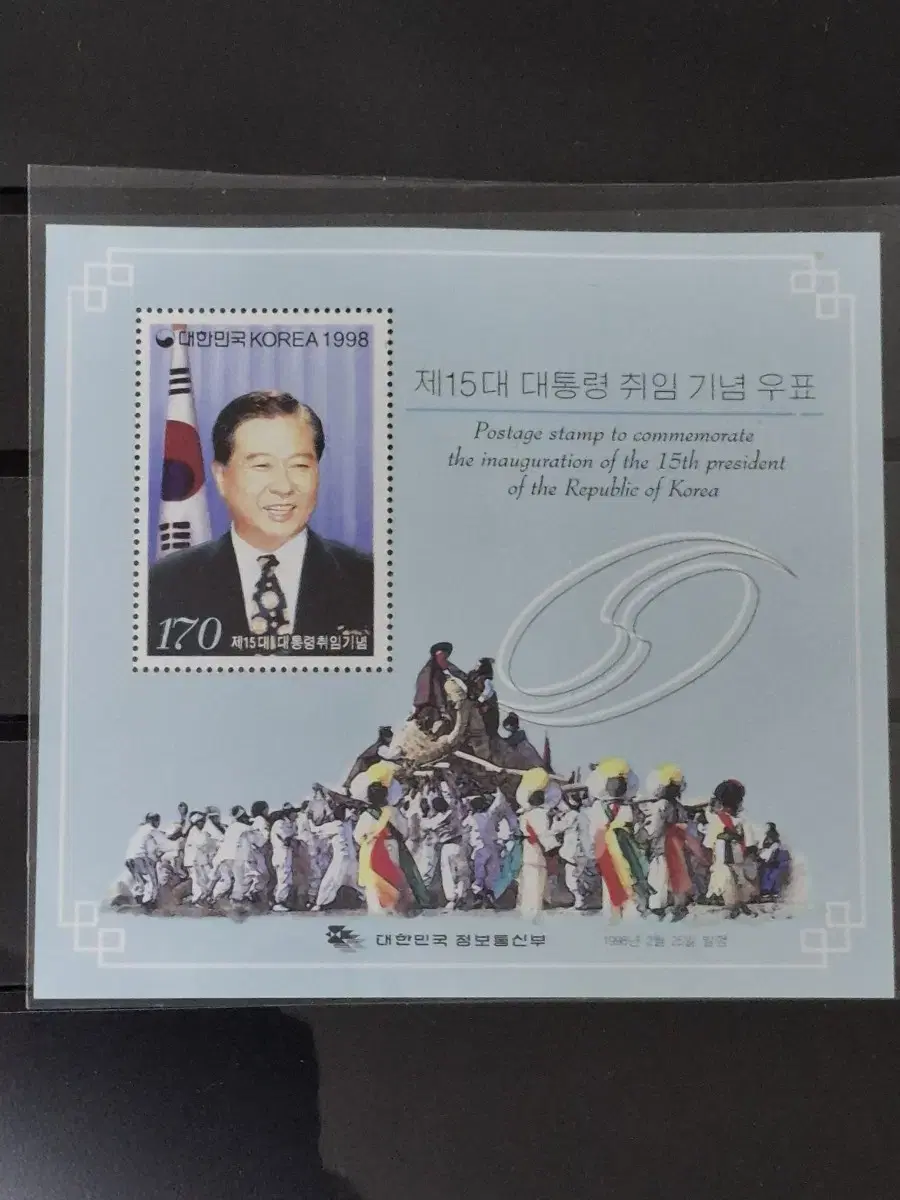 대한민국 KOREA 1998
170
제15대 대통령취임기념
제15대 대통령 취임 기념 우표
Postage stamp to commemorate
the inauguration of the 15th president
of the Republic of Korea
대한민국 정보통신부
1998년 2월 25일 발행